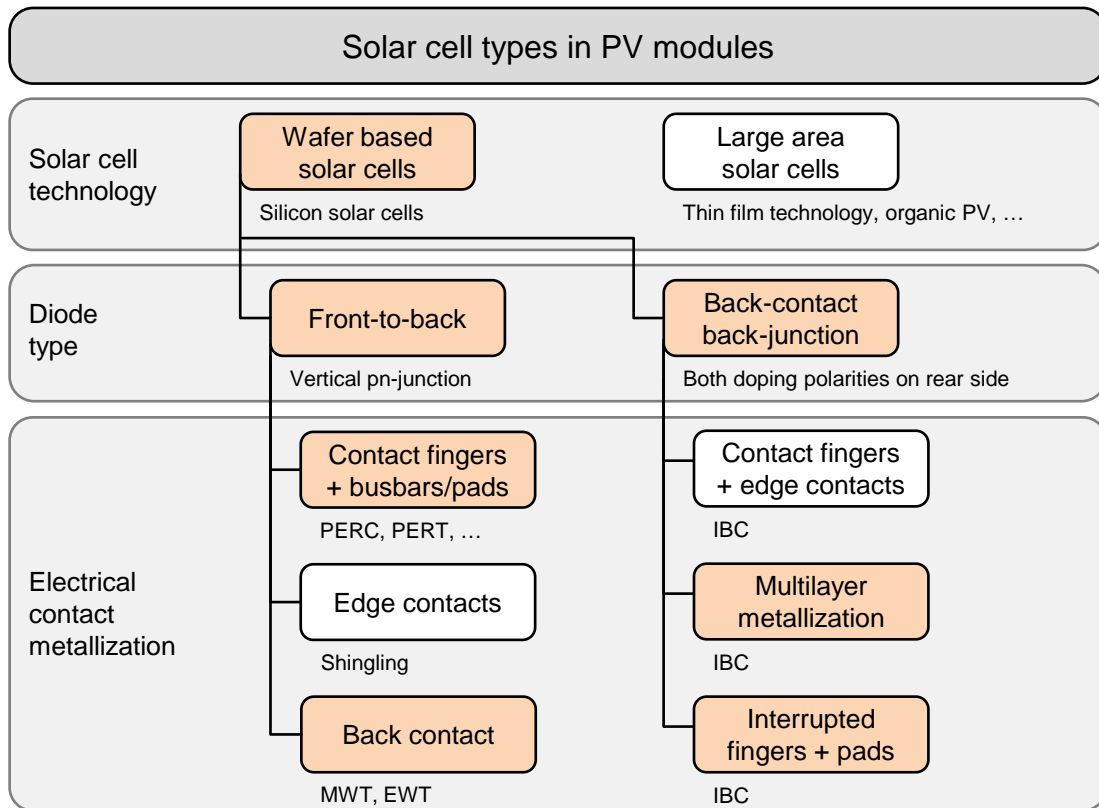 Solar cell types in PV modules
Solar cell
technology
Wafer based
solar cells
Silicon solar cells
Large area
solar cells
Thin film technology, organic PV, …
Diode
type
Front-to-back
Vertical pn-junction
Back-contact
back-junction
Both doping polarities on rear side
Electrical
contact
metallization
Contact fingers
+ busbars/pads
PERC, PERT, …
Edge contacts
Shingling
Back contact
MWT, EWT
Contact fingers
+ edge contacts
IBC
Multilayer
metallization
IBC
Interrupted
fingers + pads
IBC